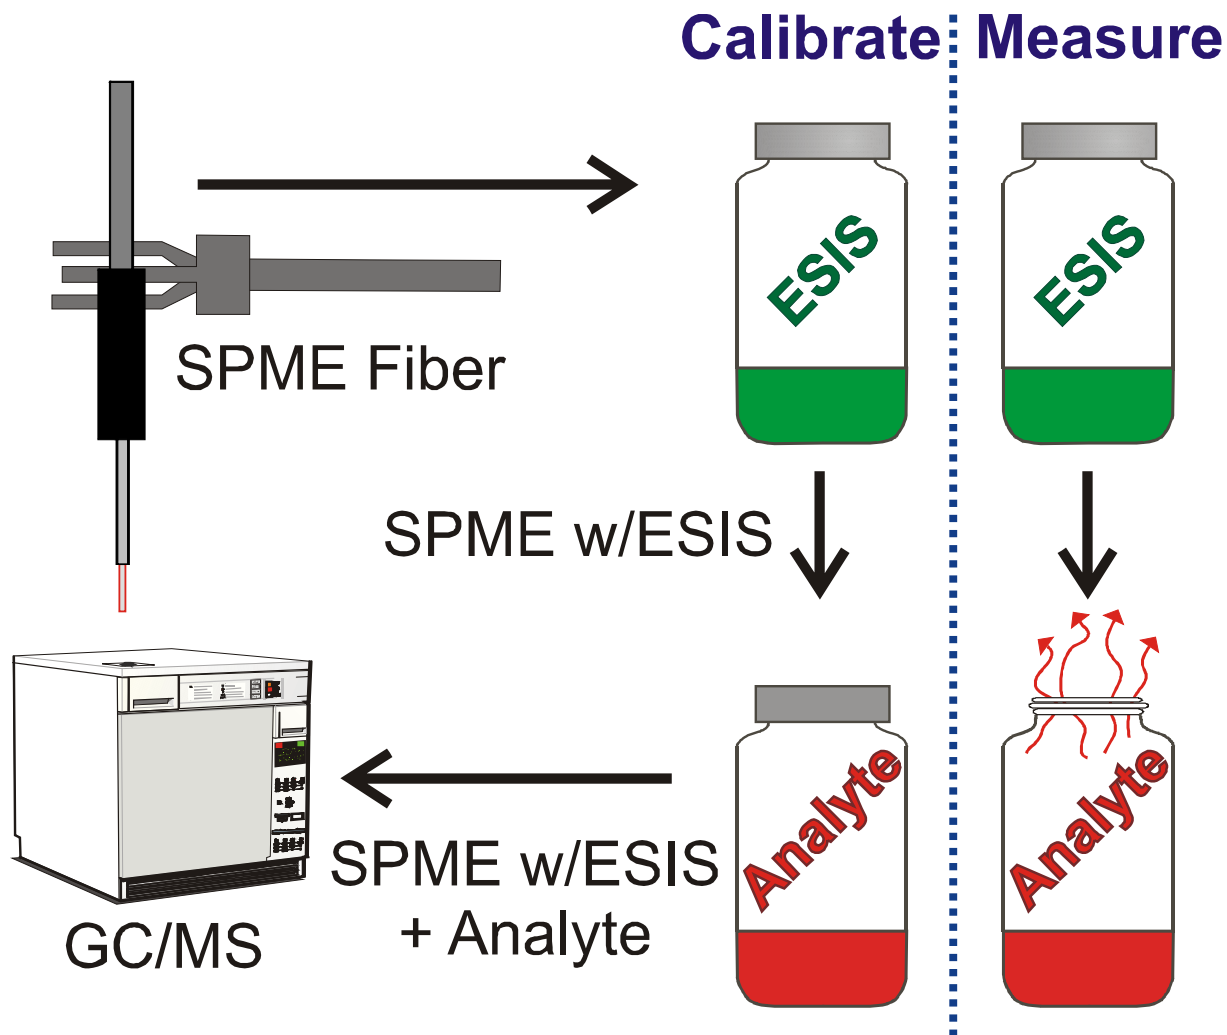 Calibrate
Measure
ESIS
ESIS
SPME Fiber
SPME w/ESIS
Analyte
Analyte
SPME w/ESIS
+ Analyte
GC/MS